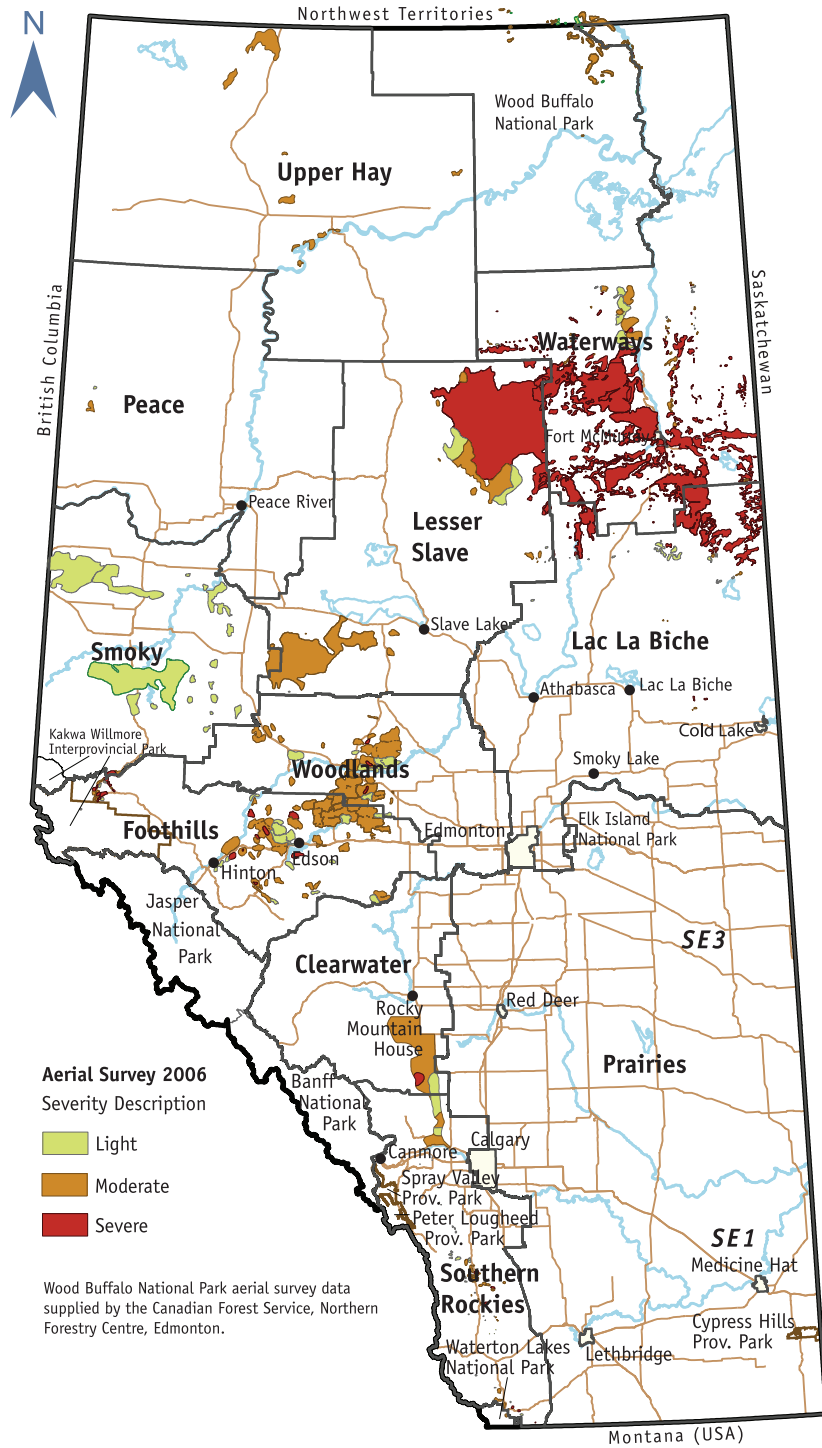 Northwest Territories
N
Wood Buffalo
National Park
Upper Hay
British Columbia
Saskatchewan
Waterways
Peace
Fort McMurray
Peace River
Lesser
Slave
Slave Lake
Smoky
Lac La Biche
Athabasca
Lac La Biche
Cold Lake
Kakwa Willmore
Interprovincial Park
Smoky Lake
Woodlands
Foothills
Edmonton
Elk Island
National Park
Edson
Hinton
Jasper
National
Park
SE3
Clearwater
Rocky
Mountain
House
Red Deer
Prairies
Aerial Survey 2006
Severity Description
Light
Moderate
Severe
Banff
National
Park
Calgary
Canmore
Spray Valley
Prov. Park
Peter Lougheed
Prov. Park
SE1
Medicine Hat
Southern
Rockies
Wood Buffalo National Park aerial survey data
supplied by the Canadian Forest Service, Northern
Forestry Centre, Edmonton.
Cypress Hills
Prov. Park
Waterton Lakes
National Park
Lethbridge
Montana (USA)